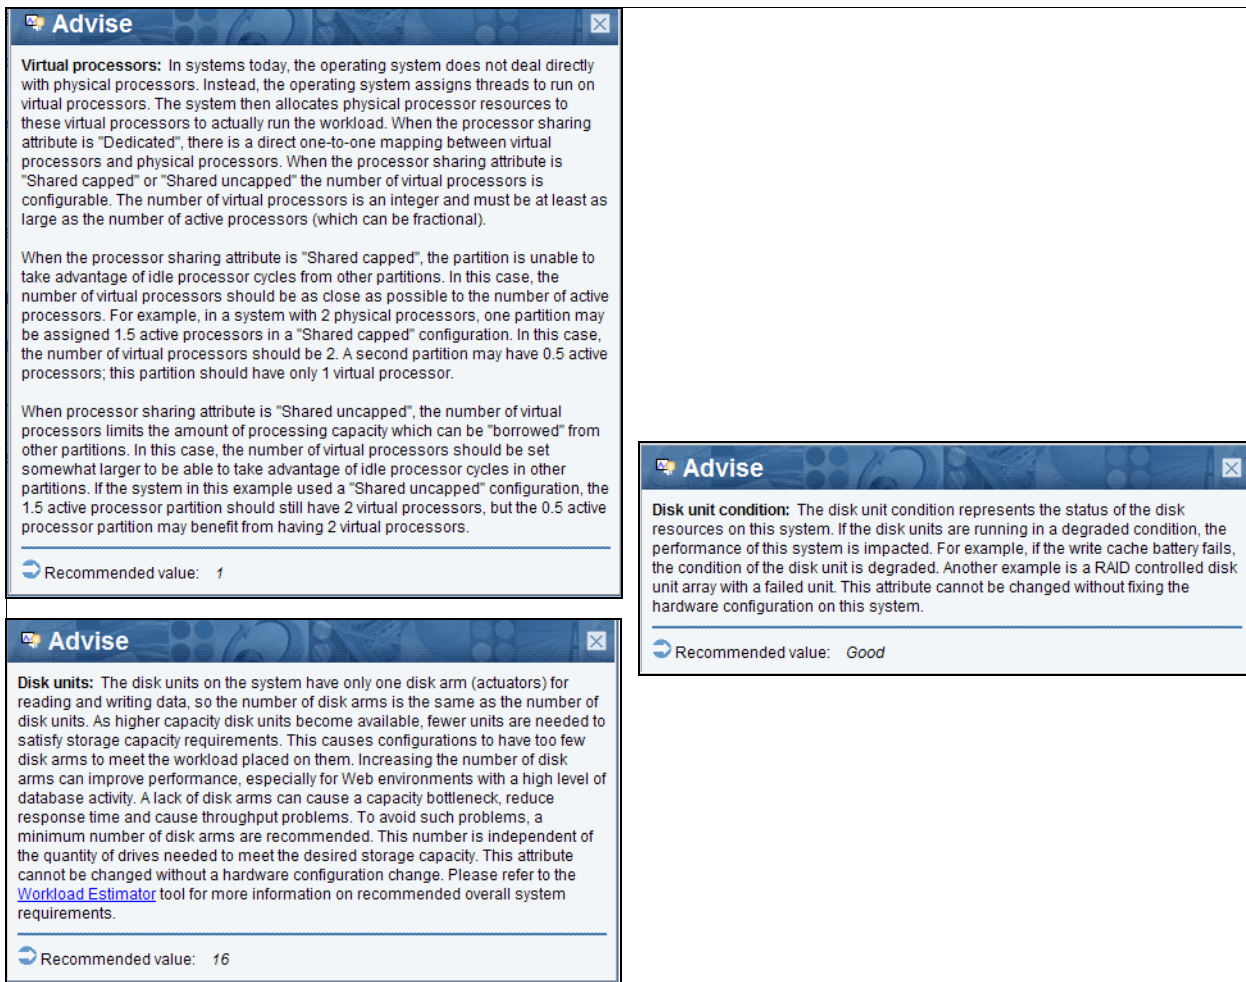 Advise
Virtual processors: In systems today, the operating system does not deal directly
with physical processors. Instead, the operating system assigns threads to run on
virtual processors. The system then allocates physical processor resources to
these virtual processors to actually run the workload. When the processor sharing
attribute is "Dedicated", there is a direct one-to-one mapping between virtual
processors and physical processors. When the processor sharing attribute is
"Shared capped" or "Shared uncapped" the number of virtual processors is
configurable. The number of virtual processors is an integer and must be at least as
large as the number of active processors (which can be fractional).
When the processor sharing attribute is "Shared capped", the partition is unable to
take advantage of idle processor cycles from other partitions. In this case, the
number of virtual processors should be as close as possible to the number of active
processors. For example, in a system with 2 physical processors, one partition may
be assigned 1.5 active processors in a "Shared capped" configuration. In this case,
the number of virtual processors should be 2. A second partition may have 0.5 active
processors; this partition should have only 1 virtual processor.
When processor sharing attribute is "Shared uncapped", the number of virtual
processors limits the amount of processing capacity which can be "borrowed" from
other partitions. In this case, the number of virtual processors should be set
somewhat larger to be able to take advantage of idle processor cycles in other
partitions. If the system in this example used a "Shared uncapped" configuration, the
1.5 active processor partition should still have 2 virtual processors, but the 0.5 active
processor partition may benefit from having 2 virtual processors.
Recommended value: 1
Advise
Disk units: The disk units on the system have only one disk arm (actuators) for
reading and writing data, so the number of disk arms is the same as the number of
disk units. As higher capacity disk units become available, fewer units are needed to
satisfy storage capacity requirements. This causes configurations to have too few
disk arms to meet the workload placed on them. Increasing the number of disk
arms can improve performance, especially for Web environments with a high level of
database activity. A lack of disk arms can cause a capacity bottleneck, reduce
response time and cause throughput problems. To avoid such problems, a
minimum number of disk arms are recommended. This number is independent of
the quantity of drives needed to meet the desired storage capacity. This attribute
cannot be changed without a hardware configuration change. Please refer to the
Workload Estimator tool for more information on recommended overall system
requirements.
Recommended value: 16
Advise
Disk unit condition: The disk unit condition represents the status of the disk
resources on this system. If the disk units are running in a degraded condition, the
performance of this system is impacted. For example, if the write cache battery fails,
the condition of the disk unit is degraded. Another example is a RAID controlled disk
unit array with a failed unit. This attribute cannot be changed without fixing the
hardware configuration on this system.
Recommended value: Good